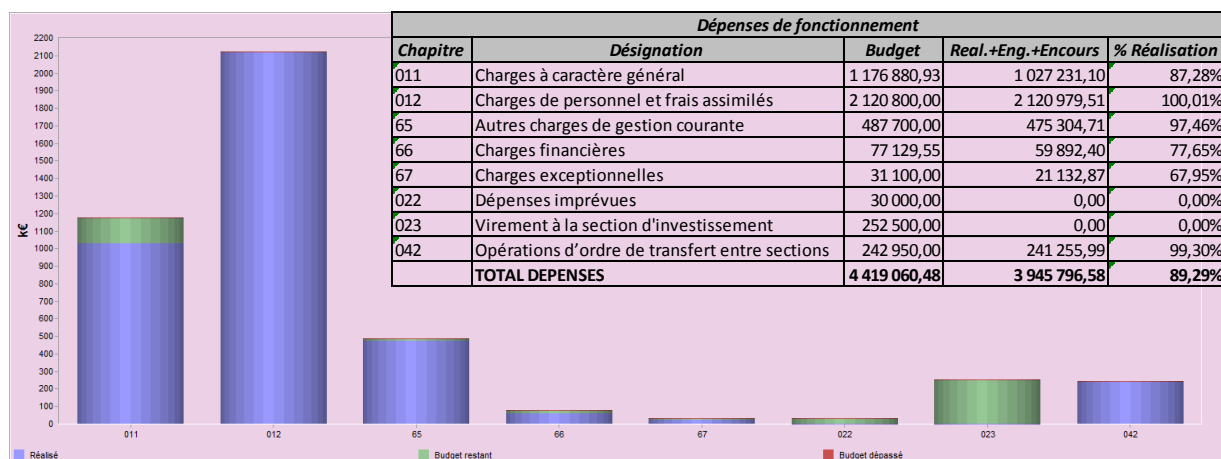 Dépenses de fonctionnement
Chapitre Désignation Budget Real.+Eng.+Encours % Réalisation
011 Charges à caractère général 1 176 880,93 1 027 231,10 87,28%
012 Charges de personnel et frais assimilés 2 120 800,00 2 120 979,51 100,01%
65 Autres charges de gestion courante 487 700,00 475 304,71 97,46%
66 Charges financières 77 129,55 59 892,40 77,65%
67 Charges exceptionnelles 31 100,00 21 132,87 67,95%
022 Dépenses imprévues 30 000,00 0,00 0,00%
023 Virement à la section d'investissement 252 500,00 0,00 0,00%
042 Opérations d’ordre de transfert entre sections 242 950,00 241 255,99 99,30%
TOTAL DEPENSES 4 419 060,48 3 945 796,58 89,29%
k€
2200
2100
2000
1900
1800
1700
1600
1500
1400
1300
1200
1100
1000
900
800
700
600
500
400
300
200
100
0
011 012 65 66 67 022 023 042
Réalisé Budget restant Budget dépassé